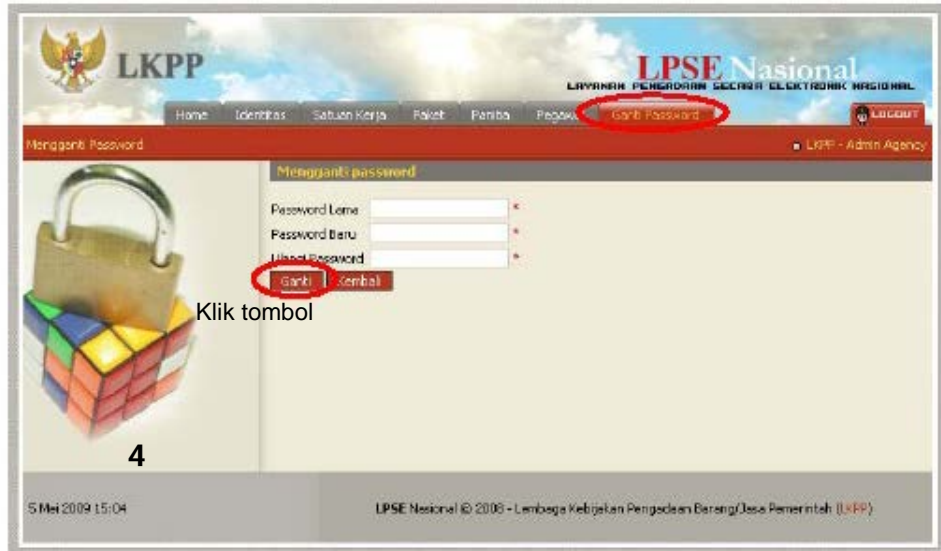 LKPP
LPSE Nasional
LAYANAN PENGADAAN SECARA ELEKTRONIK NASIONAL
Home Identitas Satuan Kerja Paket Panitia Pegawai Ganti Password LOGOUT
Mengganti Password LKPP - Admin Agency
Mengganti password
Password Lama *
Password Baru *
Ulangi Password *
Ganti Kembali
Klik tombol
4
5 Mei 2009 15:04 LPSE Nasional © 2008 - Lembaga Kebijakan Pengadaan Barang/Jasa Pemerintah (LKPP)